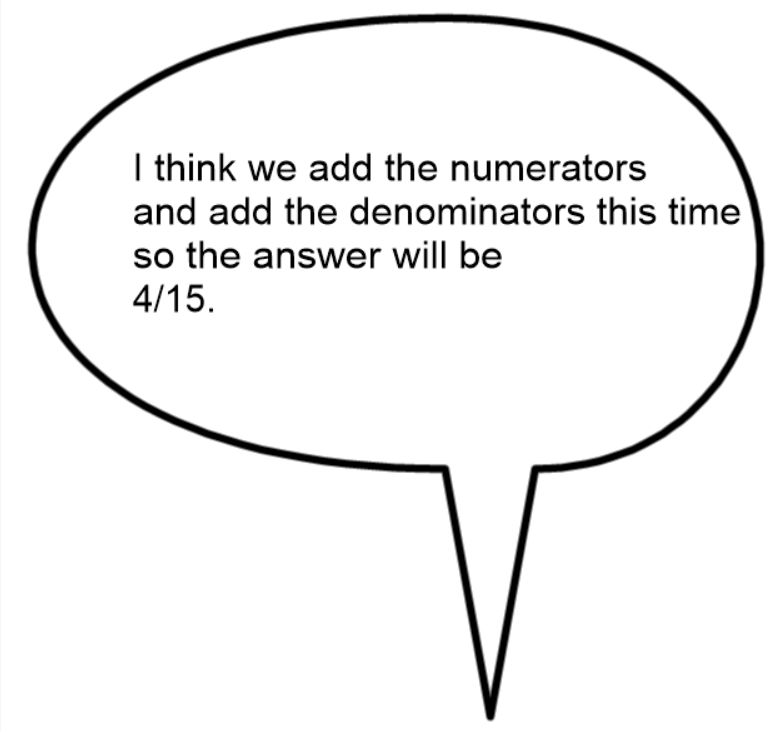 I think we add the numerators
and add the denominators this time
so the answer will be
4/15.